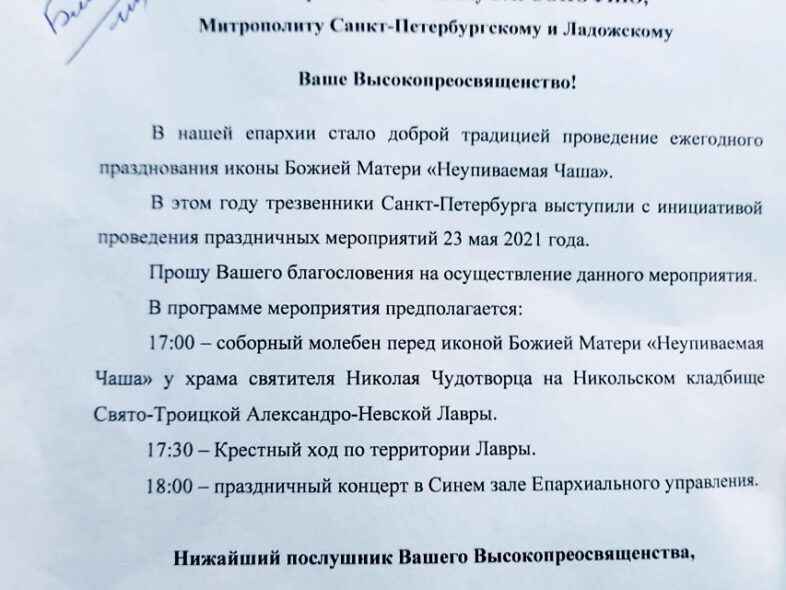 Митрополиту Санкт-Петербургскому и Ладожскому
Ваше Высокопреосвященство!
В нашей епархии стало доброй традицией проведение ежегодного
празднования иконы Божией Матери «Неупиваемая Чаша».
В этом году трезвенники Санкт-Петербурга выступили с инициативой
проведения праздничных мероприятий 23 мая 2021 года.
Прошу Вашего благословения на осуществление данного мероприятия.
В программе мероприятия предполагается:
17:00 – соборный молебен перед иконой Божией Матери «Неупиваемая
Чаша» у храма святителя Николая Чудотворца на Никольском кладбище
Свято-Троицкой Александро-Невской Лавры.
17:30 – Крестный ход по территории Лавры.
18:00 – праздничный концерт в Синем зале Епархиального управления.
Нижайший послушник Вашего Высокопреосвященства,